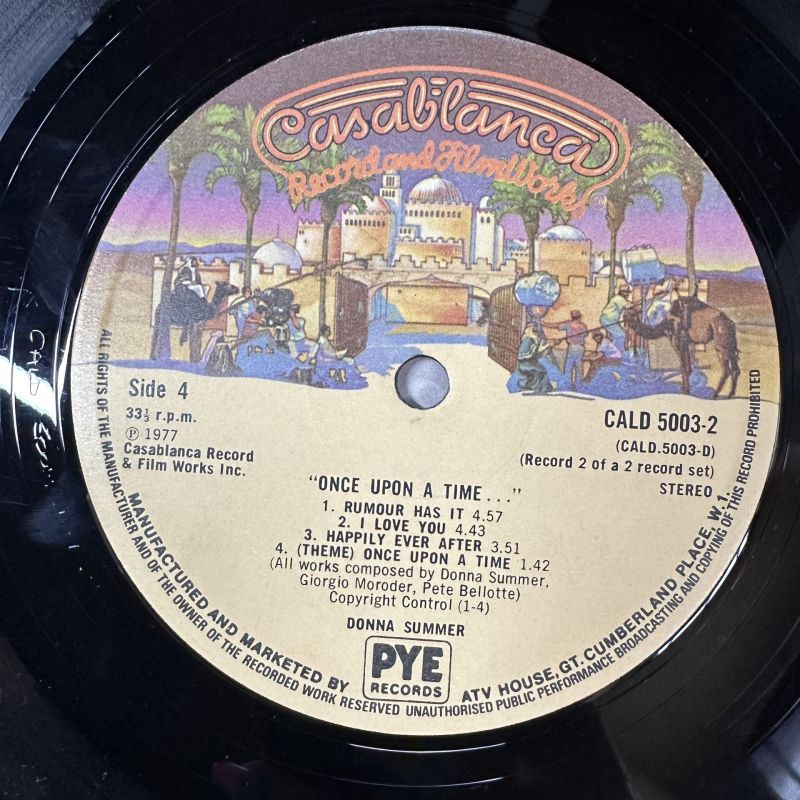 Casablanca
Record and FilmWorks
Side 4
33⅓ r.p.m.
℗ 1977
Casablanca Record
& Film Works Inc.
CALD 5003-2
(CALD.5003-D)
(Record 2 of a 2 record set)
STEREO
"ONCE UPON A TIME..."
1. RUMOUR HAS IT 4.57
2. I LOVE YOU 4.43
3. HAPPILY EVER AFTER 3.51
4. (THEME) ONCE UPON A TIME 1.42
(All works composed by Donna Summer,
Giorgio Moroder, Pete Bellotte)
Copyright Control (1-4)
DONNA SUMMER
PYE
RECORDS
MANUFACTURED AND MARKETED BY
ATV HOUSE, GT. CUMBERLAND PLACE, W.1.
ALL RIGHTS OF THE MANUFACTURER AND OF THE OWNER OF THE RECORDED WORK RESERVED UNAUTHORISED PUBLIC PERFORMANCE BROADCASTING AND COPYING OF THIS RECORD PROHIBITED